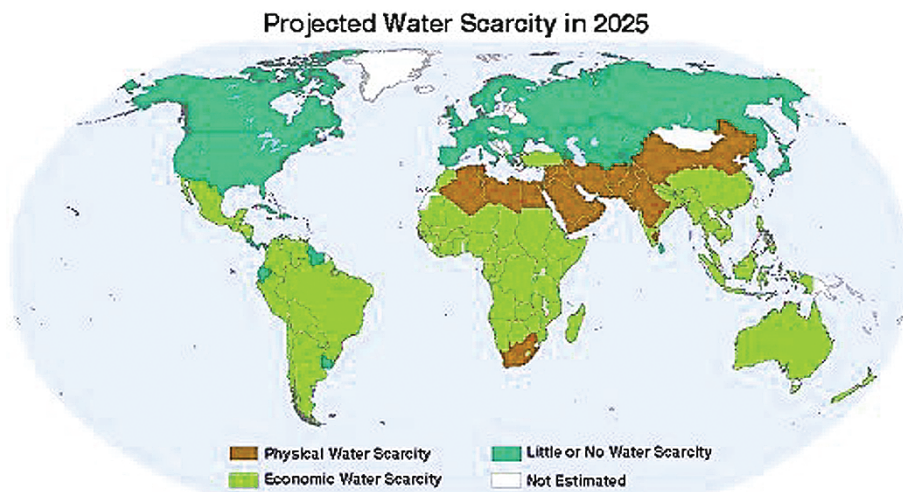 Projected Water Scarcity in 2025
Physical Water Scarcity
Little or No Water Scarcity
Economic Water Scarcity
Not Estimated